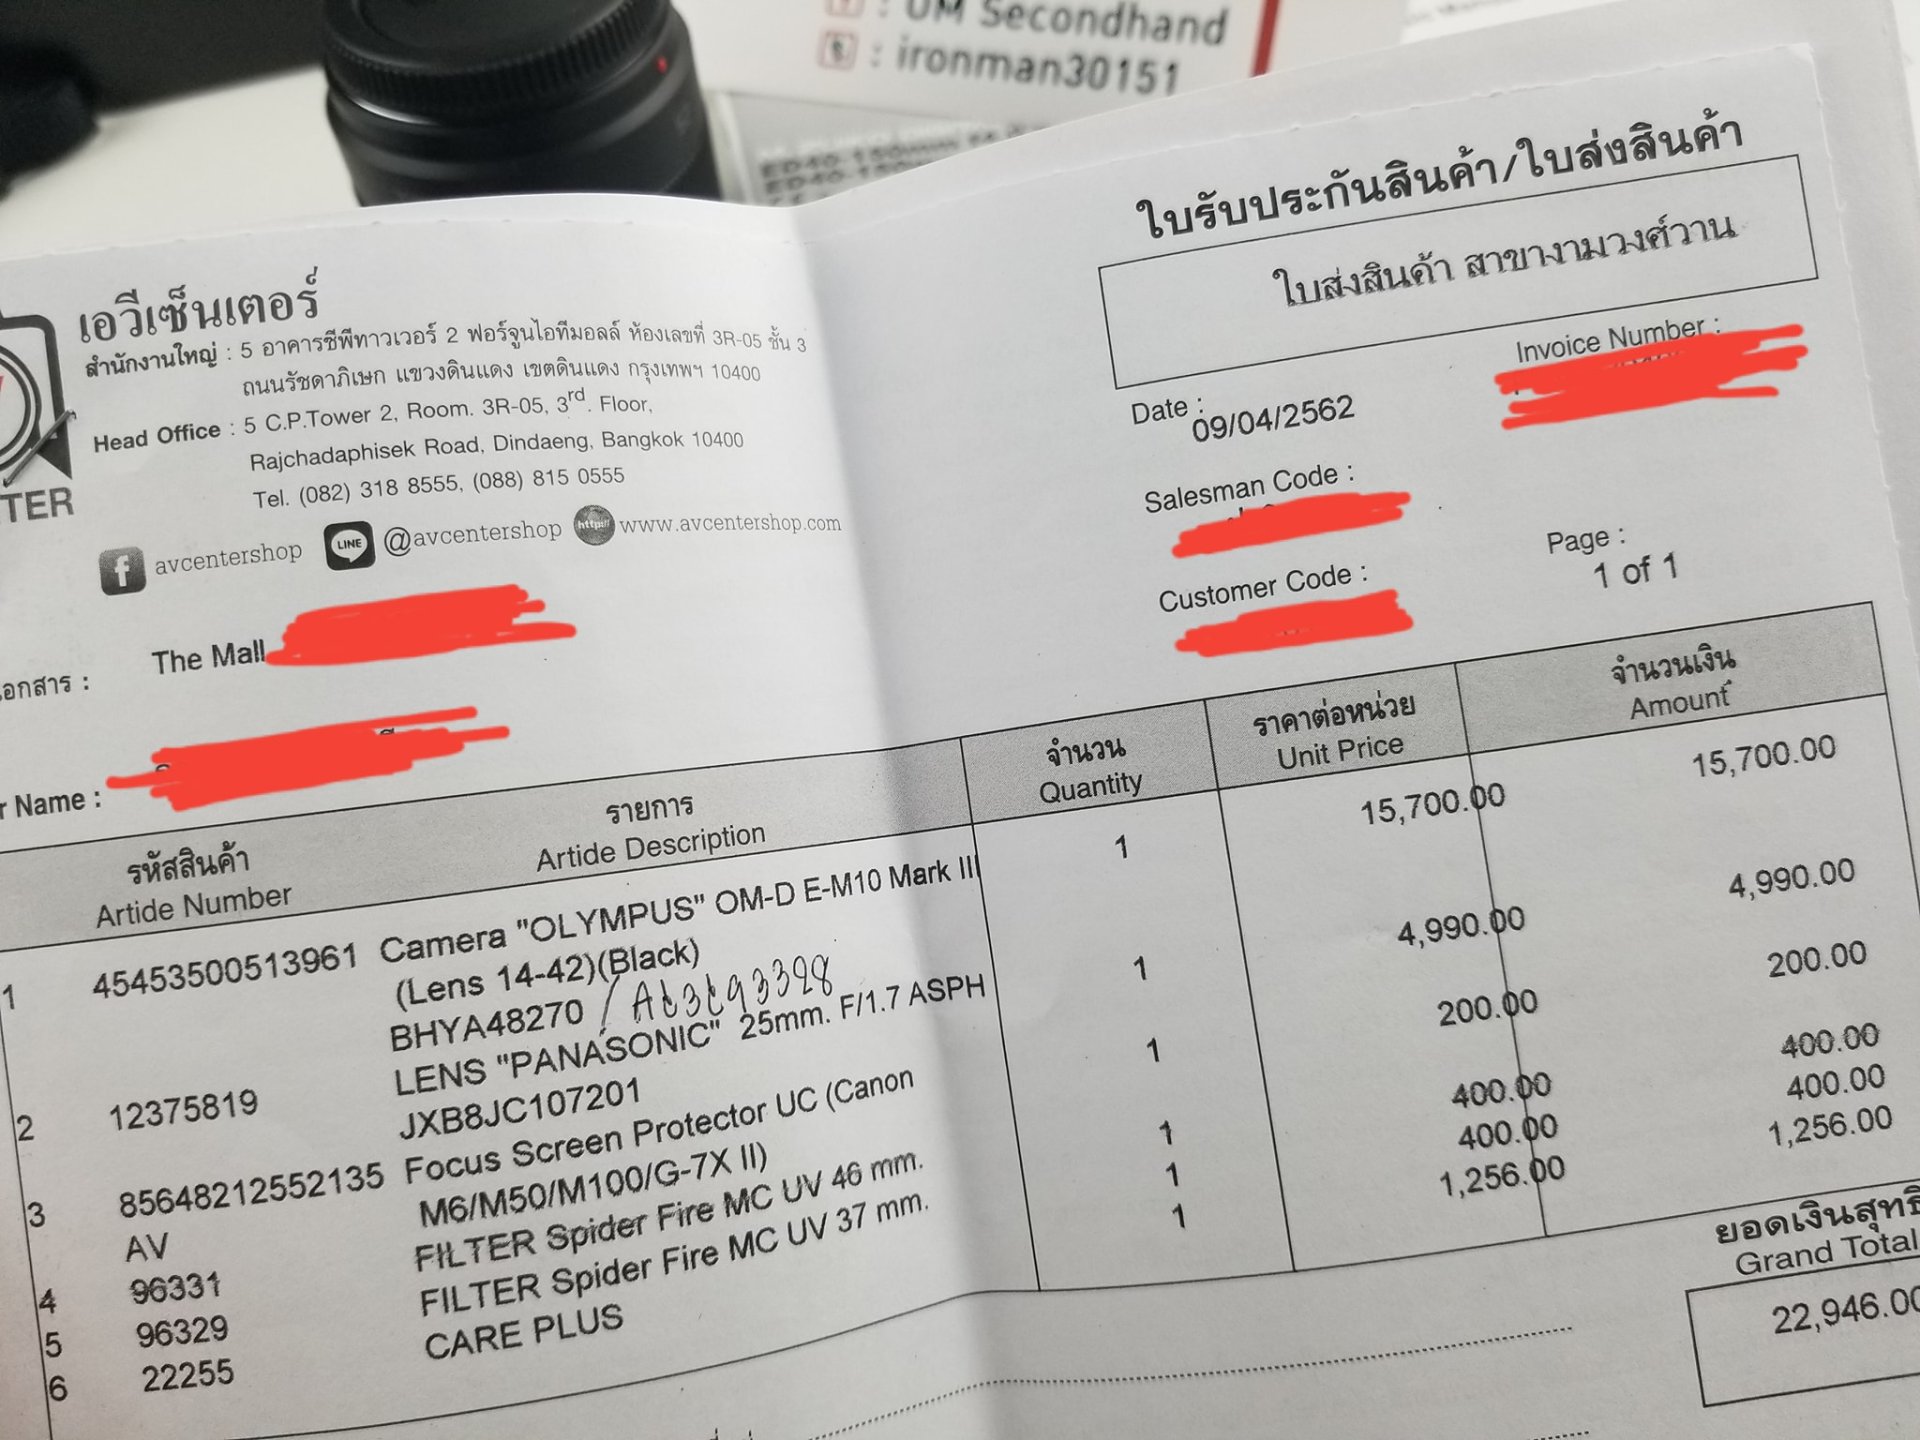 : OM Secondhand
: ironman30151
ใบรับประกันสินค้า/ใบส่งสินค้า
ใบส่งสินค้า สาขางามวงศ์วาน
เอวีเซ็นเตอร์
สำนักงานใหญ่ : 5 อาคารซีพีทาวเวอร์ 2 ฟอร์จูนไอทีมอลล์ ห้องเลขที่ 3R-05 ชั้น 3
ถนนรัชดาภิเษก แขวงดินแดง เขตดินแดง กรุงเทพฯ 10400
Head Office : 5 C.P.Tower 2, Room. 3R-05, 3rd. Floor,
Rajchadaphisek Road, Dindaeng, Bangkok 10400
Tel. (082) 318 8555, (088) 815 0555
TER
avcentershop LINE @avcentershop http:// www.avcentershop.com
Invoice Number :
Date : 09/04/2562
Salesman Code :
Customer Code :
Page :
1 of 1
The Mall
อกสาร :
r Name :
รหัสสินค้า รายการ จำนวน ราคาต่อหน่วย จำนวนเงิน
Artide Number Artide Description Quantity Unit Price Amount
1 45453500513961 Camera "OLYMPUS" OM-D E-M10 Mark III 1 15,700.00 15,700.00
(Lens 14-42)(Black)
BHYA48270 /
2 12375819 LENS "PANASONIC" 25mm. F/1.7 ASPH 1 4,990.00 4,990.00
JXB8JC107201
3 85648212552135 Focus Screen Protector UC (Canon 1 200.00 200.00
AV M6/M50/M100/G-7X II)
4 96331 FILTER Spider Fire MC UV 46 mm. 1 400.00 400.00
5 96329 FILTER Spider Fire MC UV 37 mm. 1 400.00 400.00
6 22255 CARE PLUS 1 1,256.00 1,256.00
ยอดเงินสุทธิ
Grand Total
22,946.00